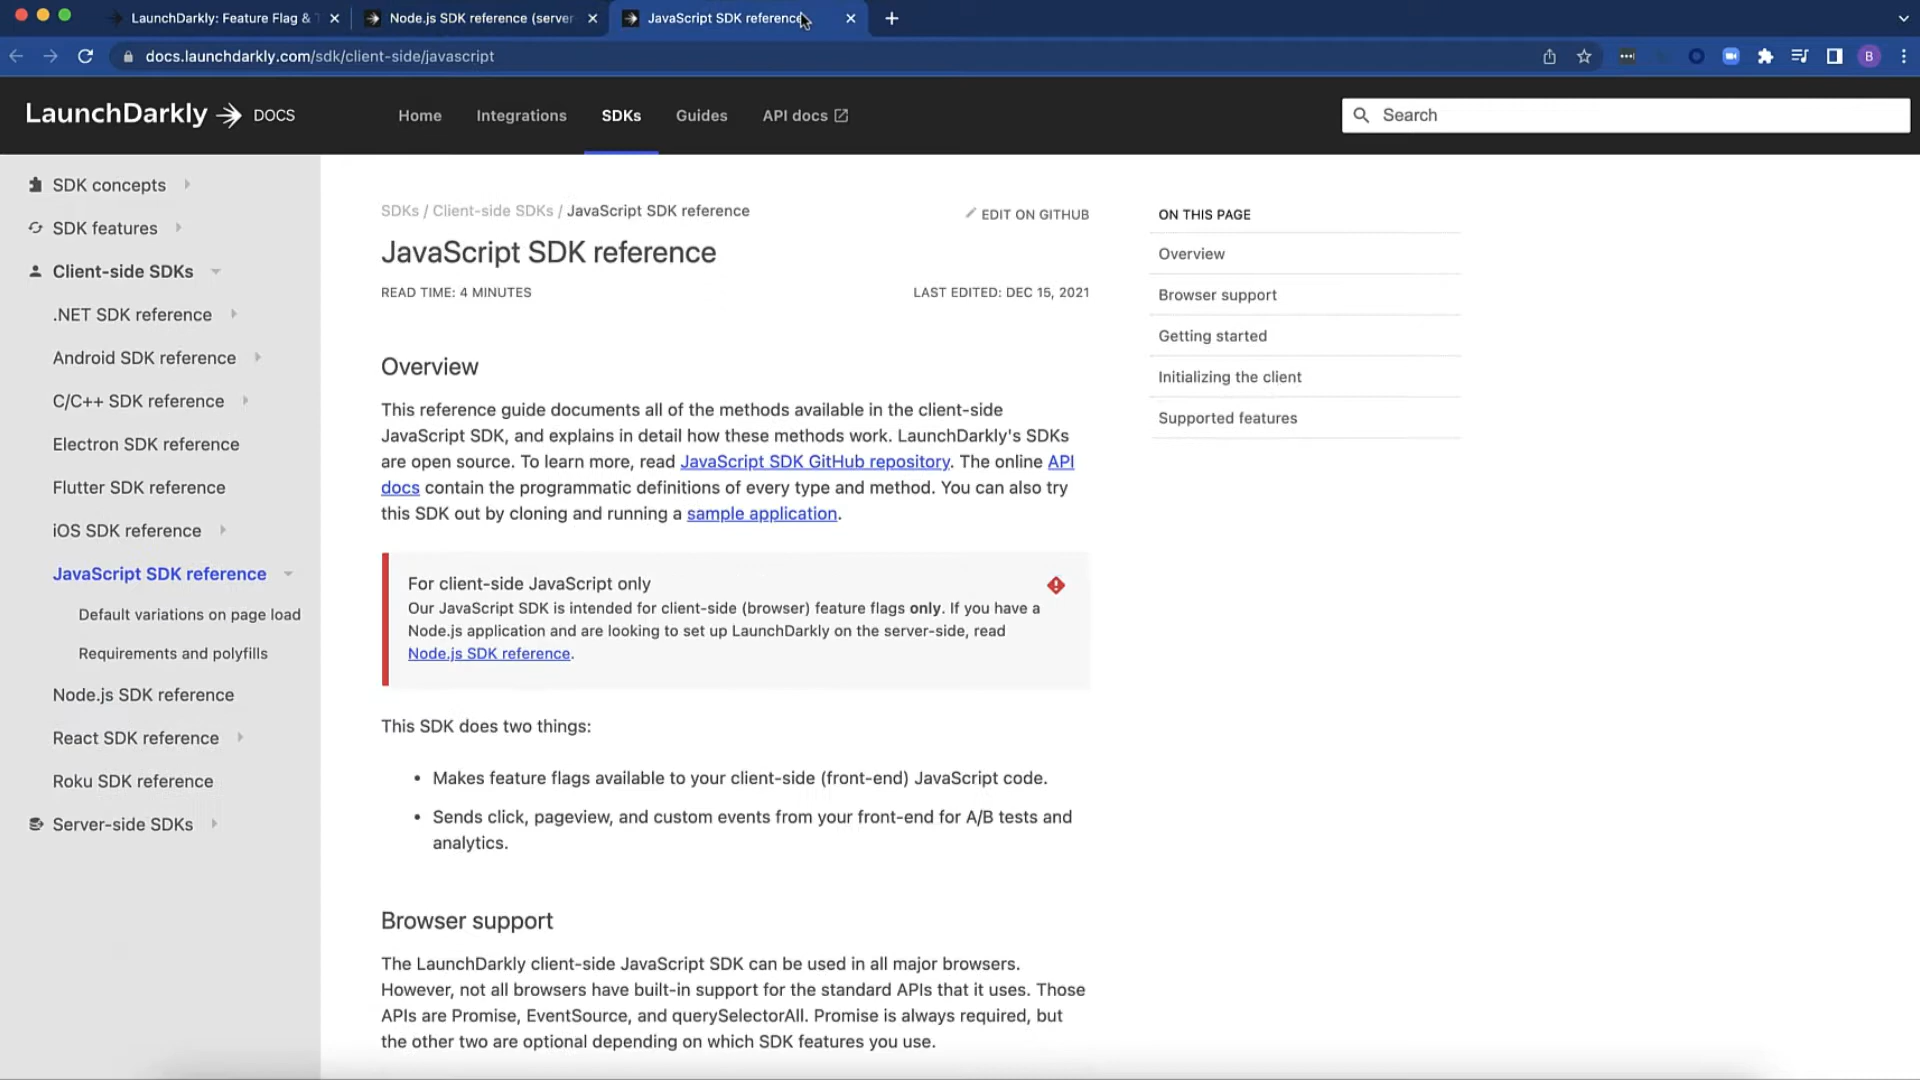 LaunchDarkly: Feature Flag &
Node.js SDK reference (server
JavaScript SDK reference
docs.launchdarkly.com/sdk/client-side/javascript
B
LaunchDarkly DOCS
Home
Integrations
SDKs
Guides
API docs
Search
SDK concepts
SDK features
Client-side SDKs
.NET SDK reference
Android SDK reference
C/C++ SDK reference
Electron SDK reference
Flutter SDK reference
iOS SDK reference
JavaScript SDK reference
Default variations on page load
Requirements and polyfills
Node.js SDK reference
React SDK reference
Roku SDK reference
Server-side SDKs
SDKs / Client-side SDKs / JavaScript SDK reference
EDIT ON GITHUB
JavaScript SDK reference
READ TIME: 4 MINUTES
LAST EDITED: DEC 15, 2021
Overview
This reference guide documents all of the methods available in the client-side
JavaScript SDK, and explains in detail how these methods work. LaunchDarkly's SDKs
are open source. To learn more, read JavaScript SDK GitHub repository. The online API
docs contain the programmatic definitions of every type and method. You can also try
this SDK out by cloning and running a sample application.
For client-side JavaScript only
Our JavaScript SDK is intended for client-side (browser) feature flags only. If you have a
Node.js application and are looking to set up LaunchDarkly on the server-side, read
Node.js SDK reference.
This SDK does two things:
• Makes feature flags available to your client-side (front-end) JavaScript code.
• Sends click, pageview, and custom events from your front-end for A/B tests and
analytics.
Browser support
The LaunchDarkly client-side JavaScript SDK can be used in all major browsers.
However, not all browsers have built-in support for the standard APIs that it uses. Those
APIs are Promise, EventSource, and querySelectorAll. Promise is always required, but
the other two are optional depending on which SDK features you use.
ON THIS PAGE
Overview
Browser support
Getting started
Initializing the client
Supported features